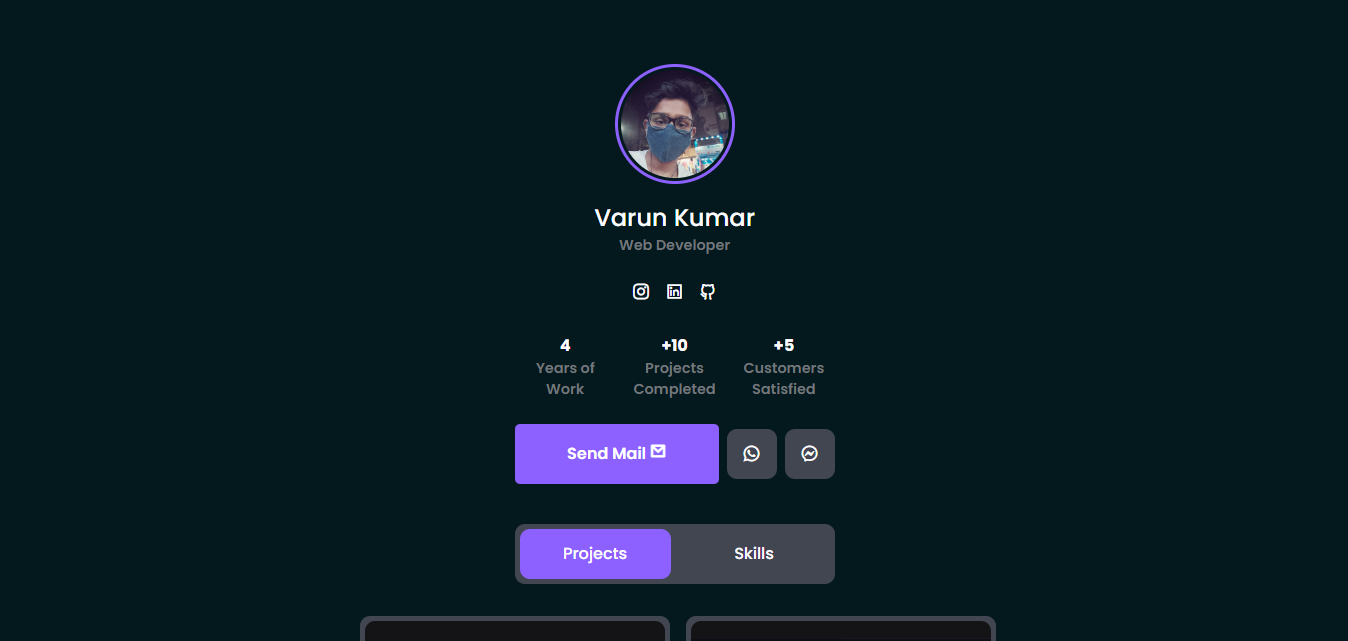 Varun Kumar
Web Developer
4
Years of
Work
+10
Projects
Completed
+5
Customers
Satisfied
Send Mail
Projects
Skills